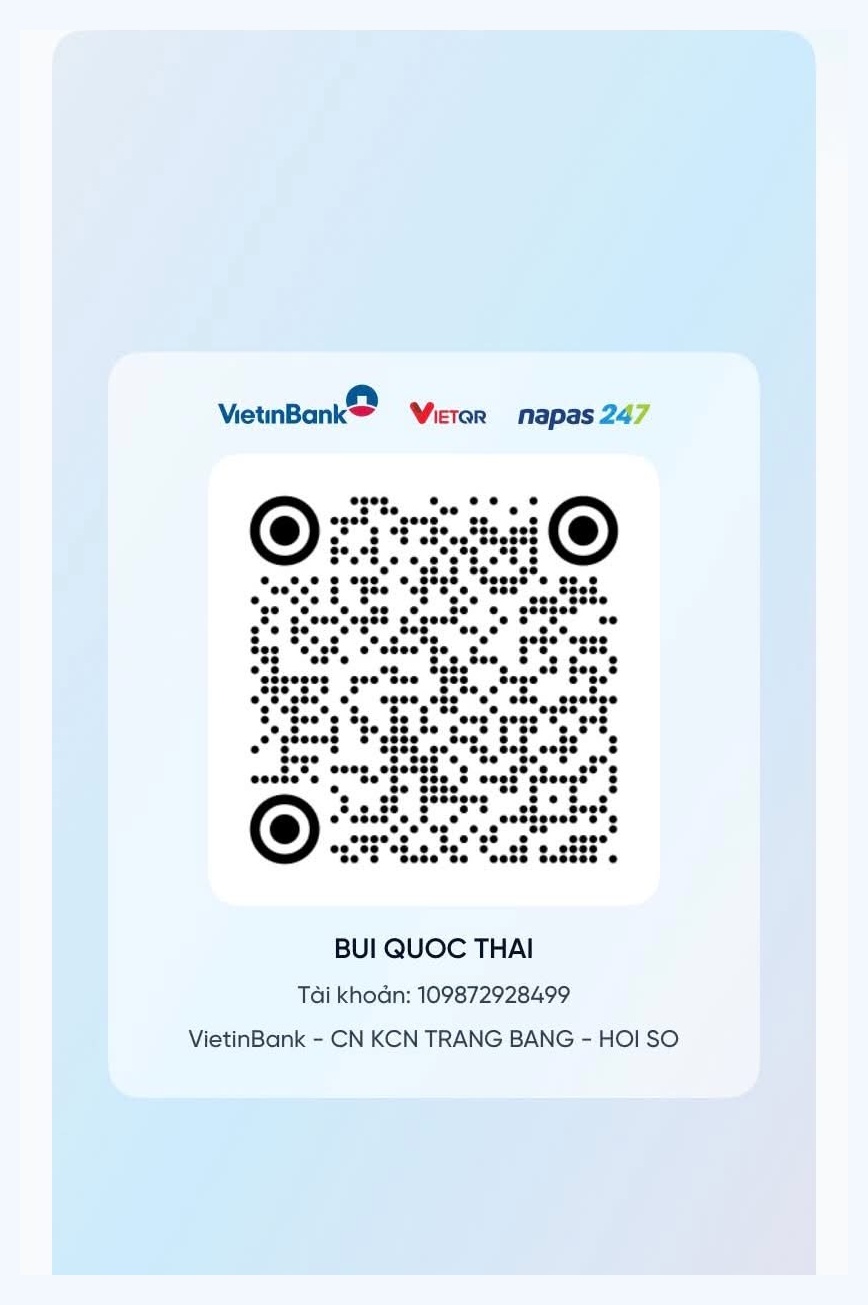 VietinBank VIETQR napas 247
BUI QUOC THAI
Tài khoản: 109872928499
VietinBank - CN KCN TRANG BANG - HOI SO